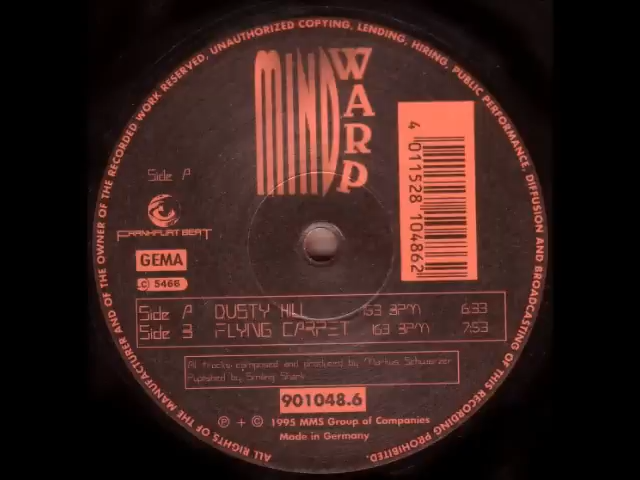 ALL RIGHTS OF THE MANUFACTURER AND OF THE OWNER OF THE RECORDED WORK RESERVED. UNAUTHORIZED COPYING, LENDING, HIRING, PUBLIC PERFORMANCE, DIFFUSION AND BROADCASTING OF THIS RECORDING PROHIBITED.
MIND
WARP
4 011528 104862
Side A
FRANKFURT BEAT
GEMA
LC 5466
Side A DUSTY HILL 153 BPM 6:33
Side B FLYING CARPET 163 BPM 7:53
All tracks composed and produced by Markus Schwarzer
by Smiling Shark
901048.6
Ⓟ + © 1995 MMS Group of Companies
Made in Germany